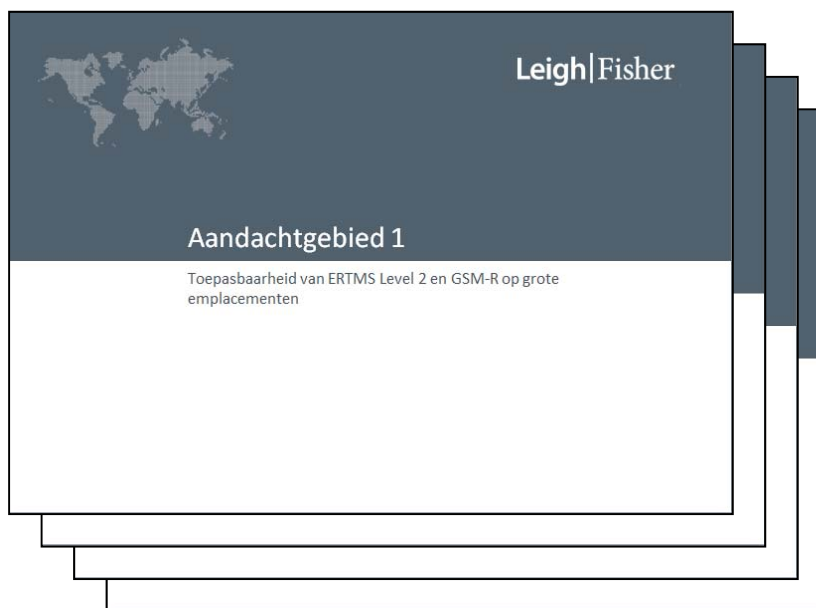 Leigh|Fisher
Aandachtgebied 1
Toepasbaarheid van ERTMS Level 2 en GSM-R op grote
emplacementen